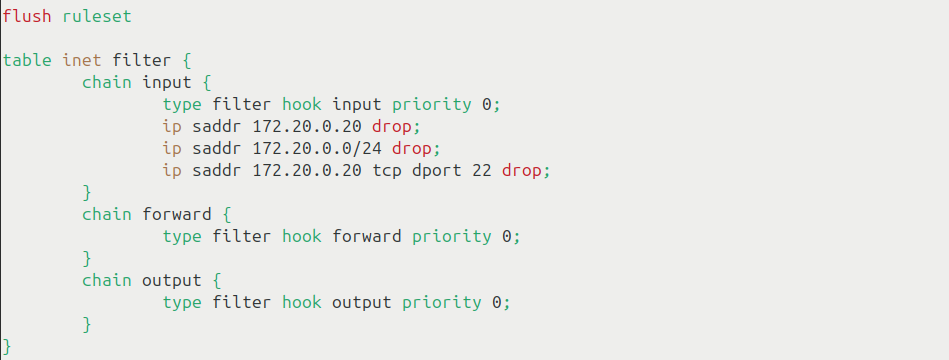 flush ruleset

table inet filter {
        chain input {
                type filter hook input priority 0;
                ip saddr 172.20.0.20 drop;
                ip saddr 172.20.0.0/24 drop;
                ip saddr 172.20.0.20 tcp dport 22 drop;
        }
        chain forward {
                type filter hook forward priority 0;
        }
        chain output {
                type filter hook output priority 0;
        }
}